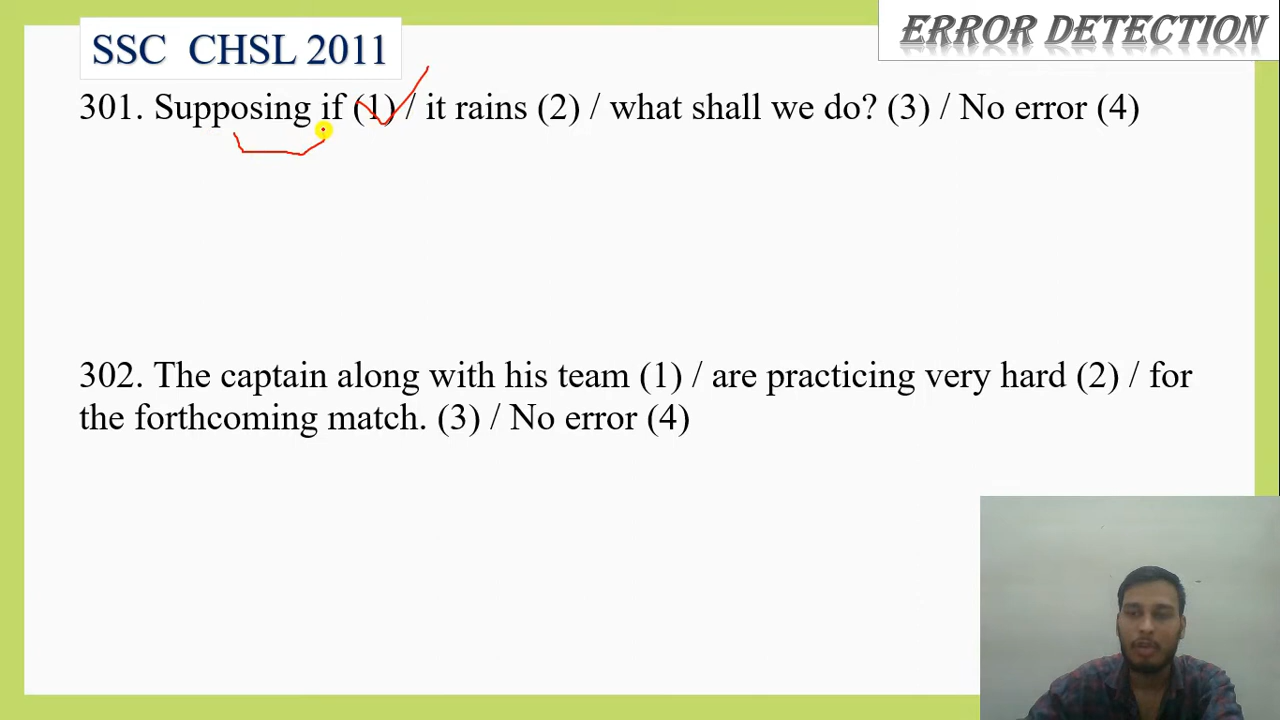 SSC CHSL 2011
ERROR DETECTION
301. Supposing if (1) / it rains (2) / what shall we do? (3) / No error (4)
302. The captain along with his team (1) / are practicing very hard (2) / for
the forthcoming match. (3) / No error (4)